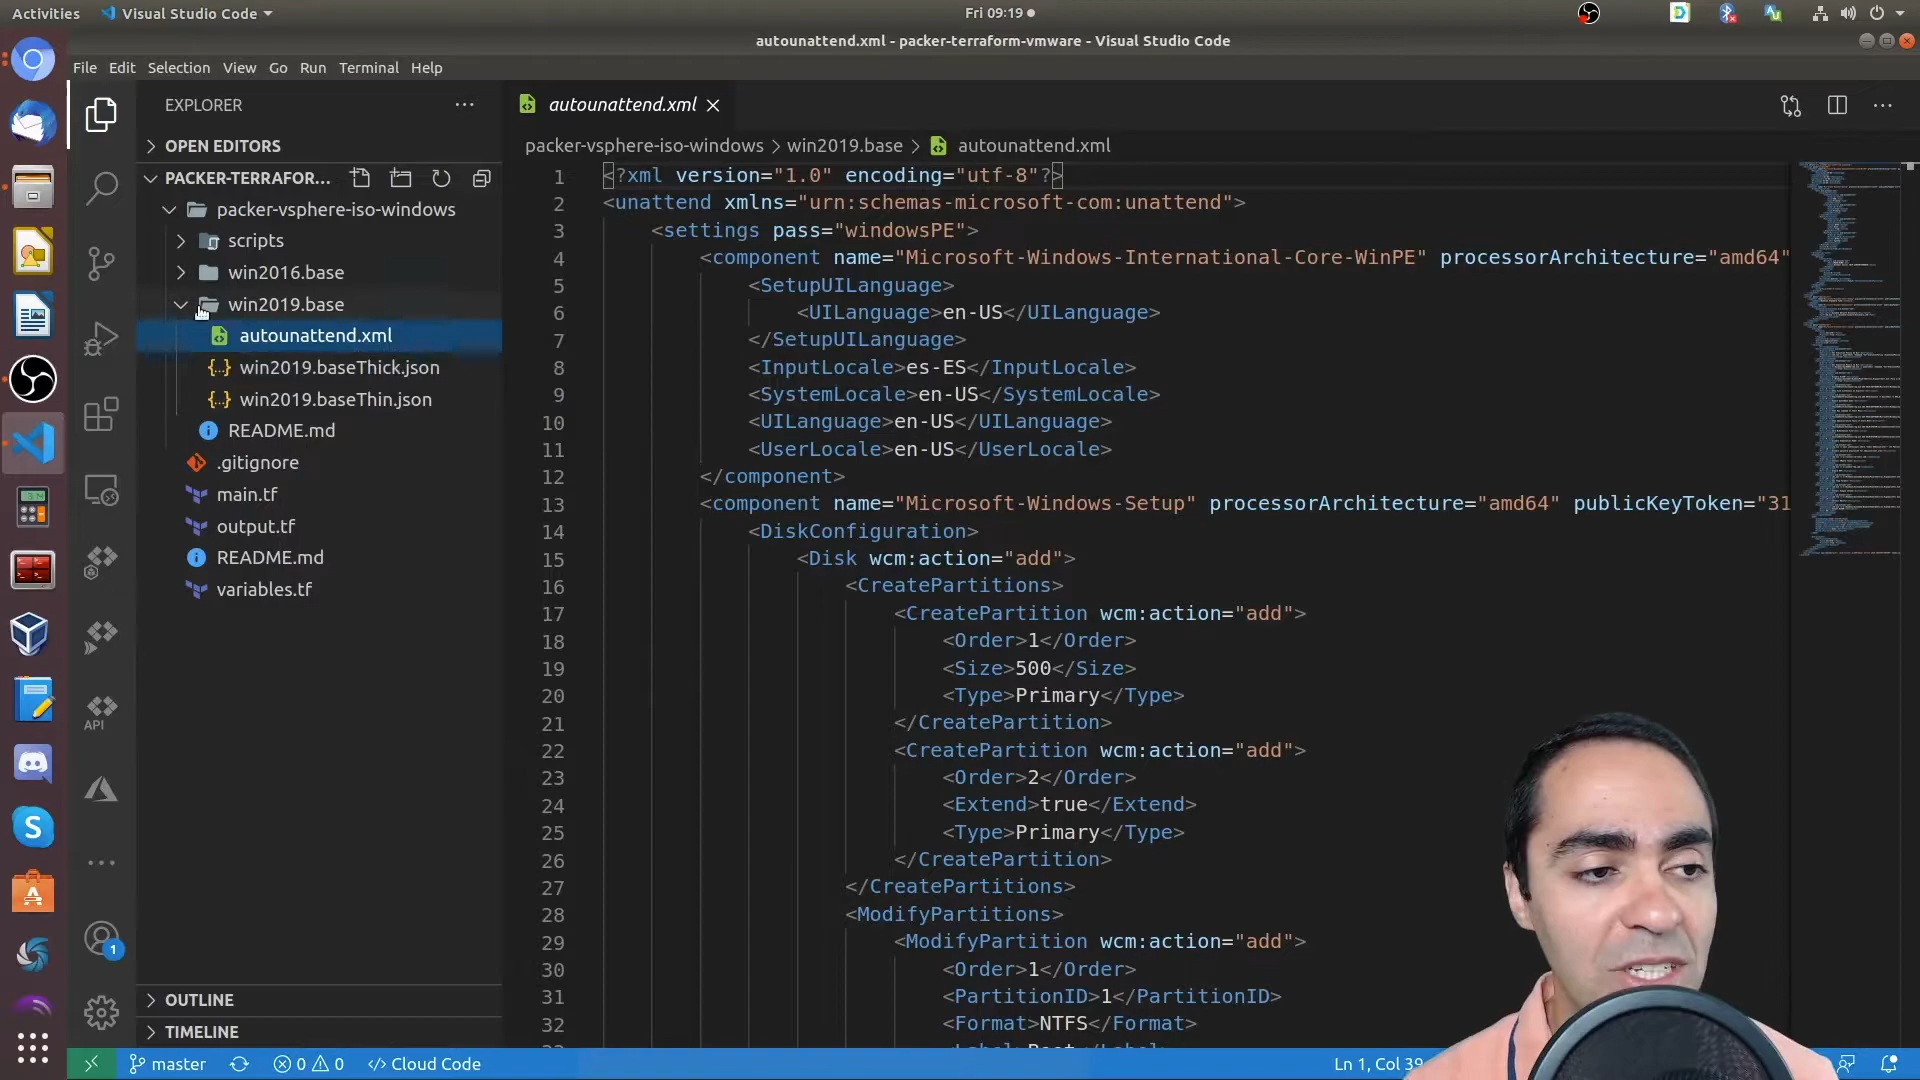 Activities Visual Studio Code Fri 09:19
autounattend.xml - packer-terraform-vmware - Visual Studio Code
File Edit Selection View Go Run Terminal Help
EXPLORER
OPEN EDITORS
PACKER-TERRAFOR...
packer-vsphere-iso-windows
scripts
win2016.base
win2019.base
autounattend.xml
win2019.baseThick.json
win2019.baseThin.json
README.md
.gitignore
main.tf
output.tf
README.md
variables.tf
OUTLINE
TIMELINE
API
1
autounattend.xml
packer-vsphere-iso-windows > win2019.base > autounattend.xml
1 <?xml version="1.0" encoding="utf-8"?>
2 <unattend xmlns="urn:schemas-microsoft-com:unattend">
3 <settings pass="windowsPE">
4 <component name="Microsoft-Windows-International-Core-WinPE" processorArchitecture="amd64"
5 <SetupUILanguage>
6 <UILanguage>en-US</UILanguage>
7 </SetupUILanguage>
8 <InputLocale>es-ES</InputLocale>
9 <SystemLocale>en-US</SystemLocale>
10 <UILanguage>en-US</UILanguage>
11 <UserLocale>en-US</UserLocale>
12 </component>
13 <component name="Microsoft-Windows-Setup" processorArchitecture="amd64" publicKeyToken="31
14 <DiskConfiguration>
15 <Disk wcm:action="add">
16 <CreatePartitions>
17 <CreatePartition wcm:action="add">
18 <Order>1</Order>
19 <Size>500</Size>
20 <Type>Primary</Type>
21 </CreatePartition>
22 <CreatePartition wcm:action="add">
23 <Order>2</Order>
24 <Extend>true</Extend>
25 <Type>Primary</Type>
26 </CreatePartition>
27 </CreatePartitions>
28 <ModifyPartitions>
29 <ModifyPartition wcm:action="add">
30 <Order>1</Order>
31 <PartitionID>1</PartitionID>
32 <Format>NTFS</Format>
master 0 0 Cloud Code Ln 1, Col 39